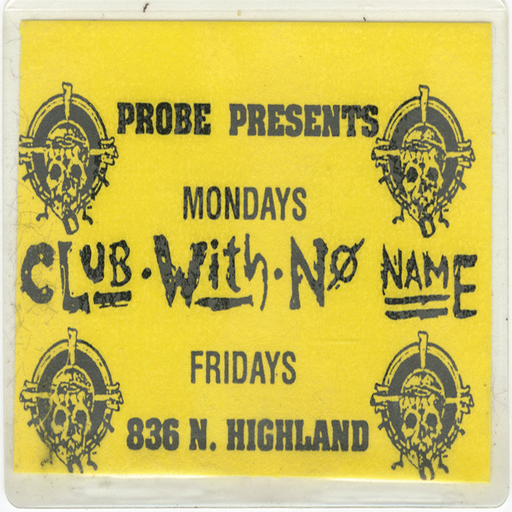 PROBE PRESENTS
MONDAYS
CLUB · With · NØ NAME
FRIDAYS
836 N. HIGHLAND